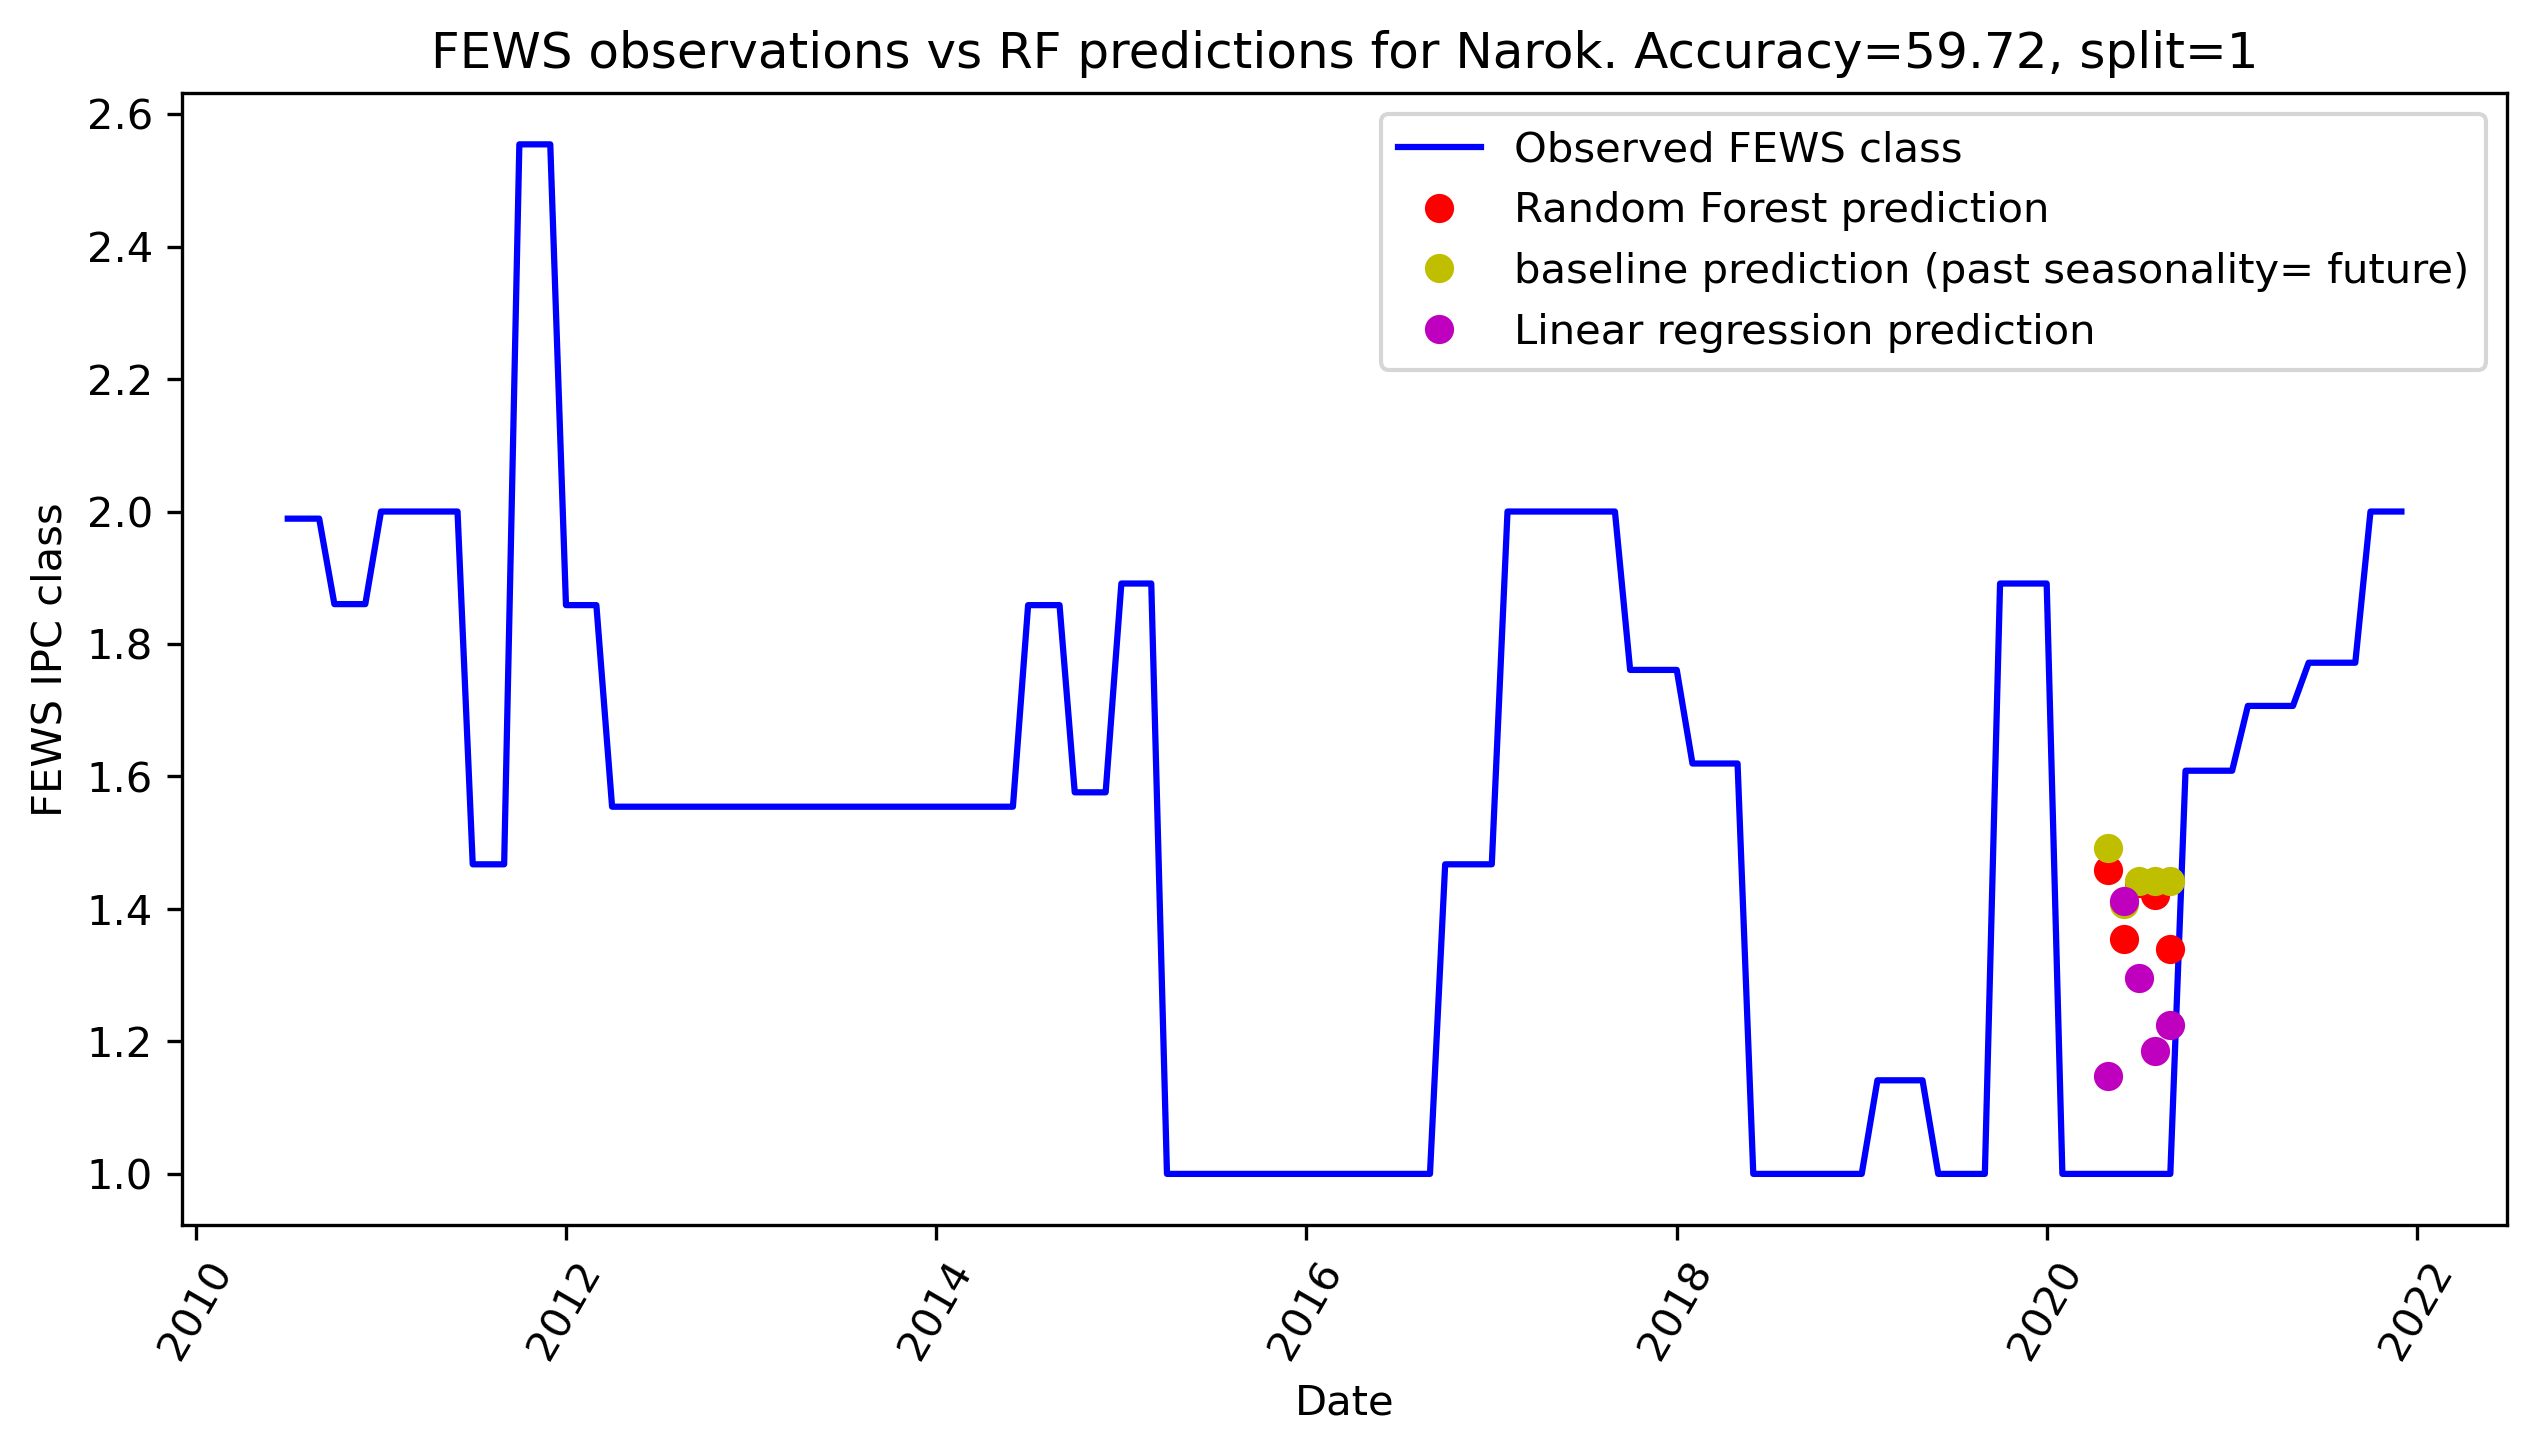 FEWS observations vs RF predictions for Narok. Accuracy=59.72, split=1
2.6
2.4
2.2
2.0
1.8
1.6
1.4
1.2
1.0
FEWS IPC class
Observed FEWS class
Random Forest prediction
baseline prediction (past seasonality= future)
Linear regression prediction
2010
2012
2014
2016
2018
2020
2022
Date